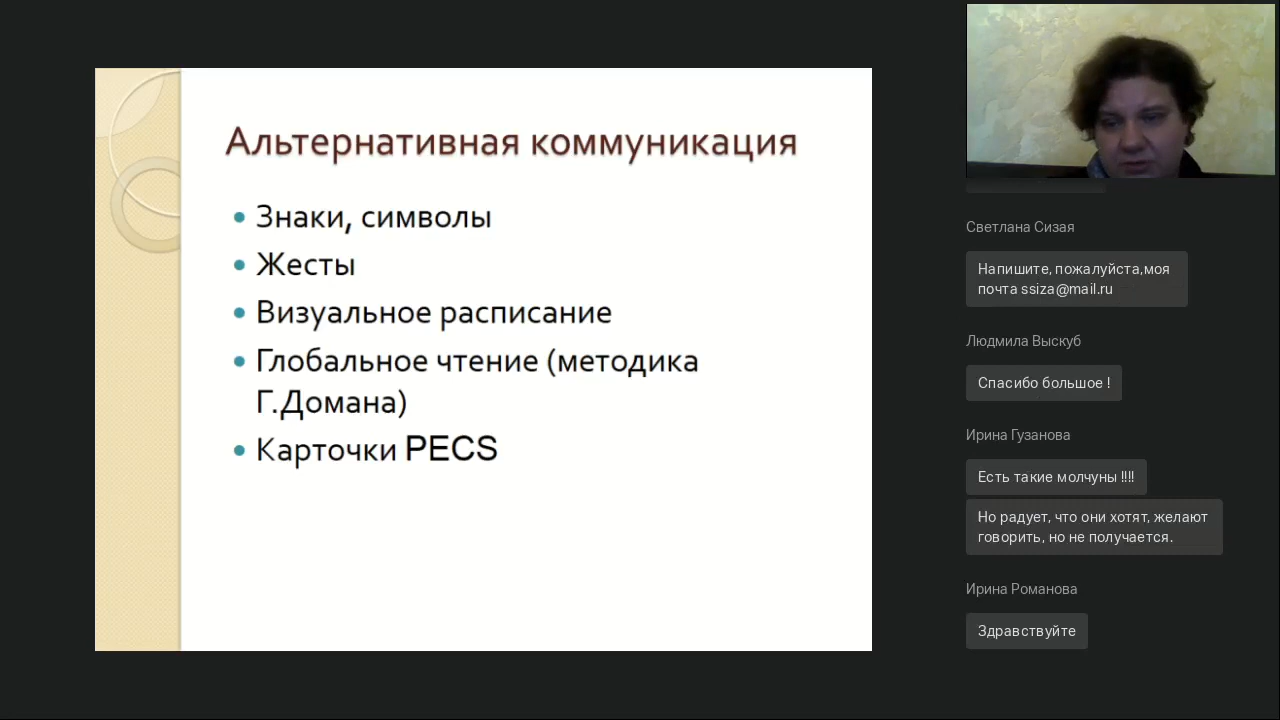 Альтернативная коммуникация
Знаки, символы
Жесты
Визуальное расписание
Глобальное чтение (методика
Г.Домана)
Карточки PECS
Светлана Сизая
Напишите, пожалуйста,моя
почта ssiza@mail.ru
Людмила Выскуб
Спасибо большое !
Ирина Гузанова
Есть такие молчуны !!!!
Но радует, что они хотят, желают
говорить, но не получается.
Ирина Романова
Здравствуйте